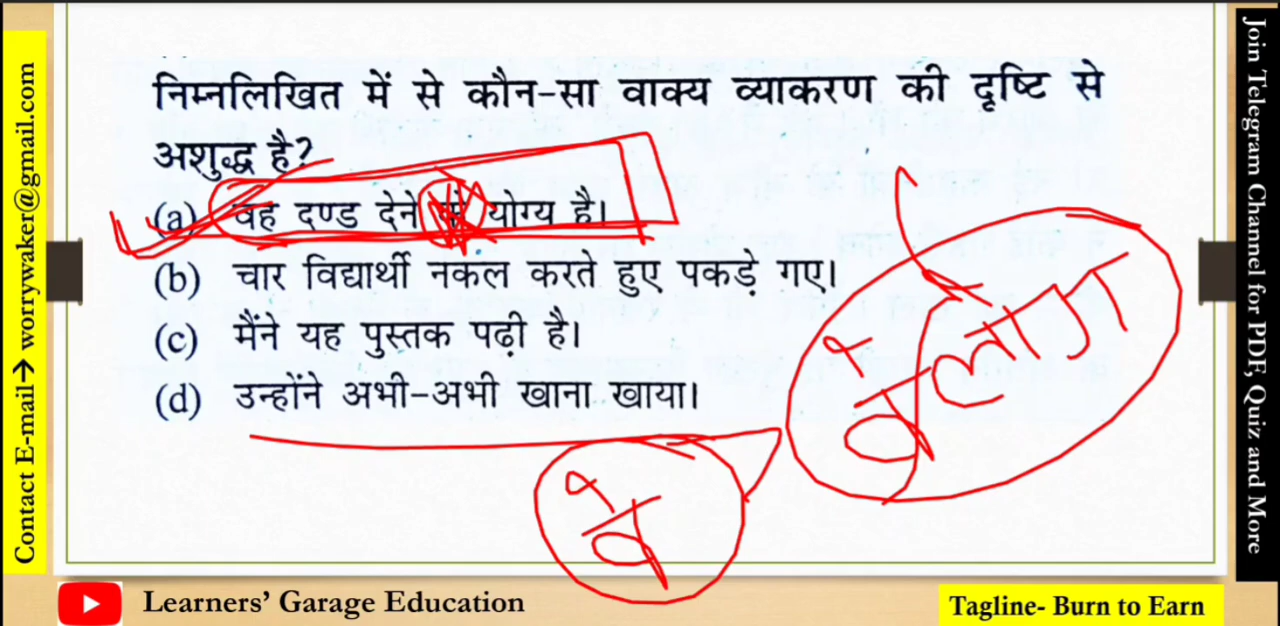 निम्नलिखित में से कौन-सा वाक्य व्याकरण की दृष्टि से
अशुद्ध है?
(a) वह दण्ड देने के योग्य है।
(b) चार विद्यार्थी नकल करते हुए पकड़े गए।
(c) मैंने यह पुस्तक पढ़ी है।
(d) उन्होंने अभी-अभी खाना खाया।
Contact E-mail→ worrywaker@gmail.com
Join Telegram Channel for PDF, Quiz and More
Learners’ Garage Education
Tagline- Burn to Earn